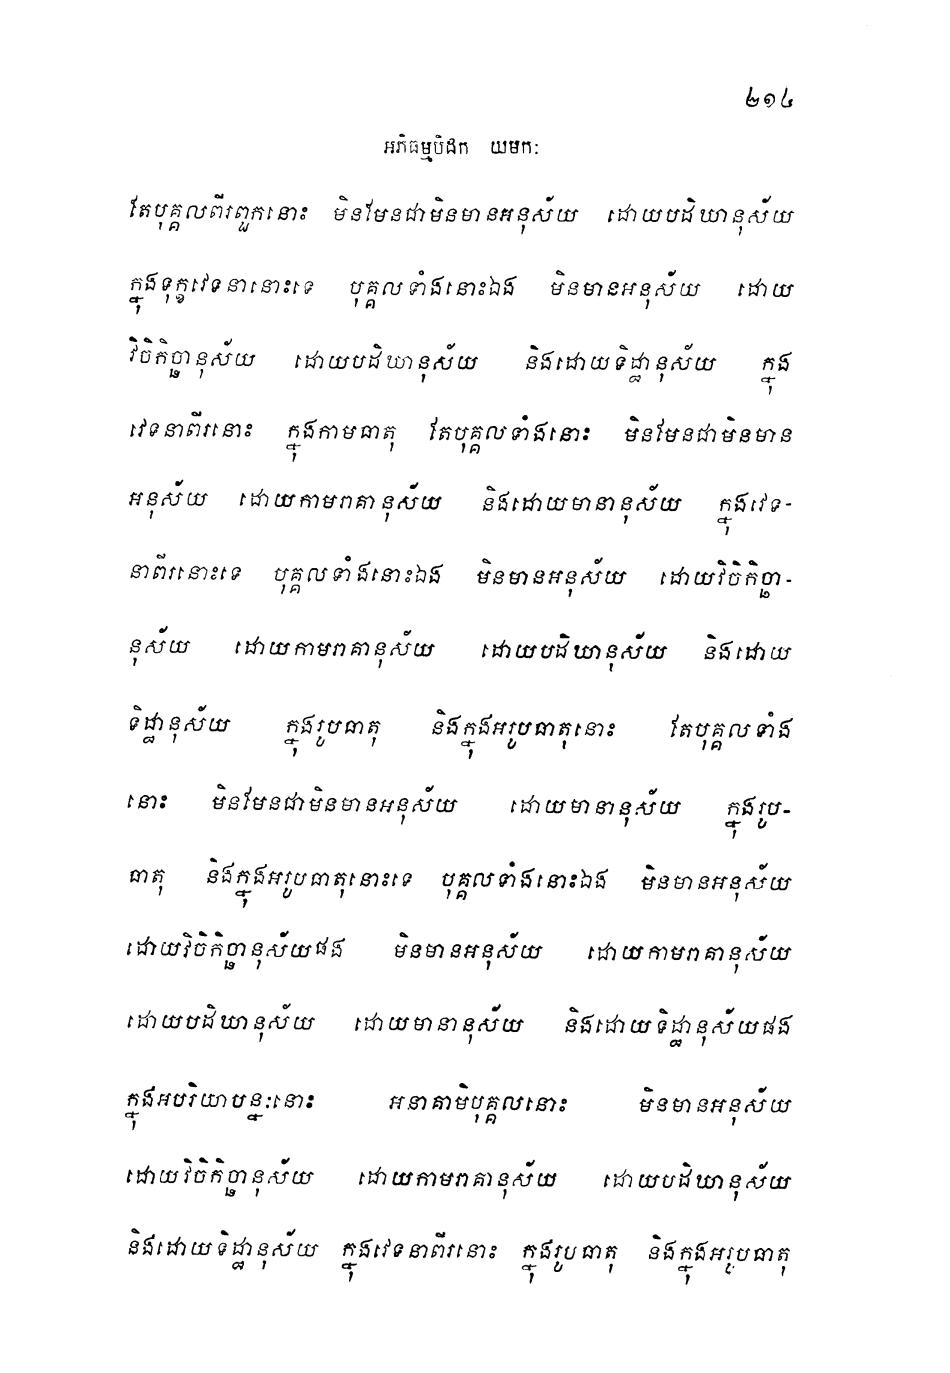 ២១៤
អភិធម្មបិដក យមកៈ
តែបុគ្គលពីរពួកនោះ មិនមែនជាមិនមានអនុស័យ ដោយបដិឃានុស័យ
ក្នុងទុក្ខវេទនានោះទេ បុគ្គលទាំងនោះឯង មិនមានអនុស័យ ដោយ
វិចិកិច្ឆានុស័យ ដោយបដិឃានុស័យ និងដោយទិដ្ឋានុស័យ ក្នុង
វេទនាពីរនោះ ក្នុងកាមធាតុ តែបុគ្គលទាំងនោះ មិនមែនជាមិនមាន
អនុស័យ ដោយកាមរាគានុស័យ និងដោយមានានុស័យ ក្នុងវេទ-
នាពីរនោះទេ បុគ្គលទាំងនោះឯង មិនមានអនុស័យ ដោយវិចិកិច្ឆា-
នុស័យ ដោយកាមរាគានុស័យ ដោយបដិឃានុស័យ និងដោយ
ទិដ្ឋានុស័យ ក្នុងរូបធាតុ និងក្នុងអរូបធាតុនោះ តែបុគ្គលទាំង
នោះ មិនមែនជាមិនមានអនុស័យ ដោយមានានុស័យ ក្នុងរូប-
ធាតុ និងក្នុងអរូបធាតុនោះទេ បុគ្គលទាំងនោះឯង មិនមានអនុស័យ
ដោយវិចិកិច្ឆានុស័យផង មិនមានអនុស័យ ដោយកាមរាគានុស័យ
ដោយបដិឃានុស័យ ដោយមានានុស័យ និងដោយទិដ្ឋានុស័យផង
ក្នុងអបរិយាបន្នៈនោះ អនាគាមិបុគ្គលនោះ មិនមានអនុស័យ
ដោយវិចិកិច្ឆានុស័យ ដោយកាមរាគានុស័យ ដោយបដិឃានុស័យ
និងដោយទិដ្ឋានុស័យ ក្នុងវេទនាពីរនោះ ក្នុងរូបធាតុ និងក្នុងអរូបធាតុ